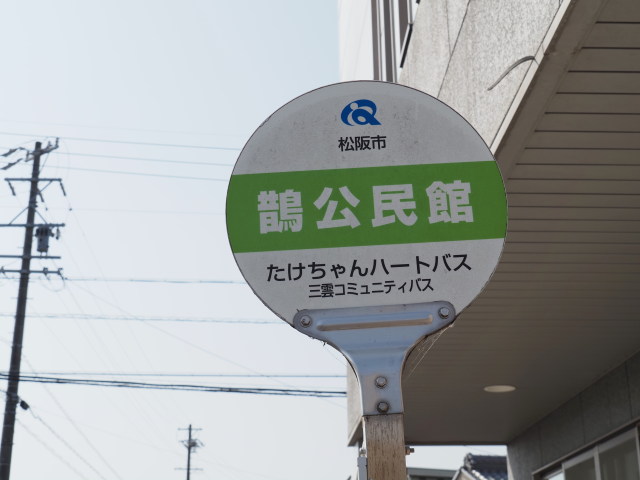 松阪市
鵲公民館
たけちゃんハートバス
三雲コミュニティバス